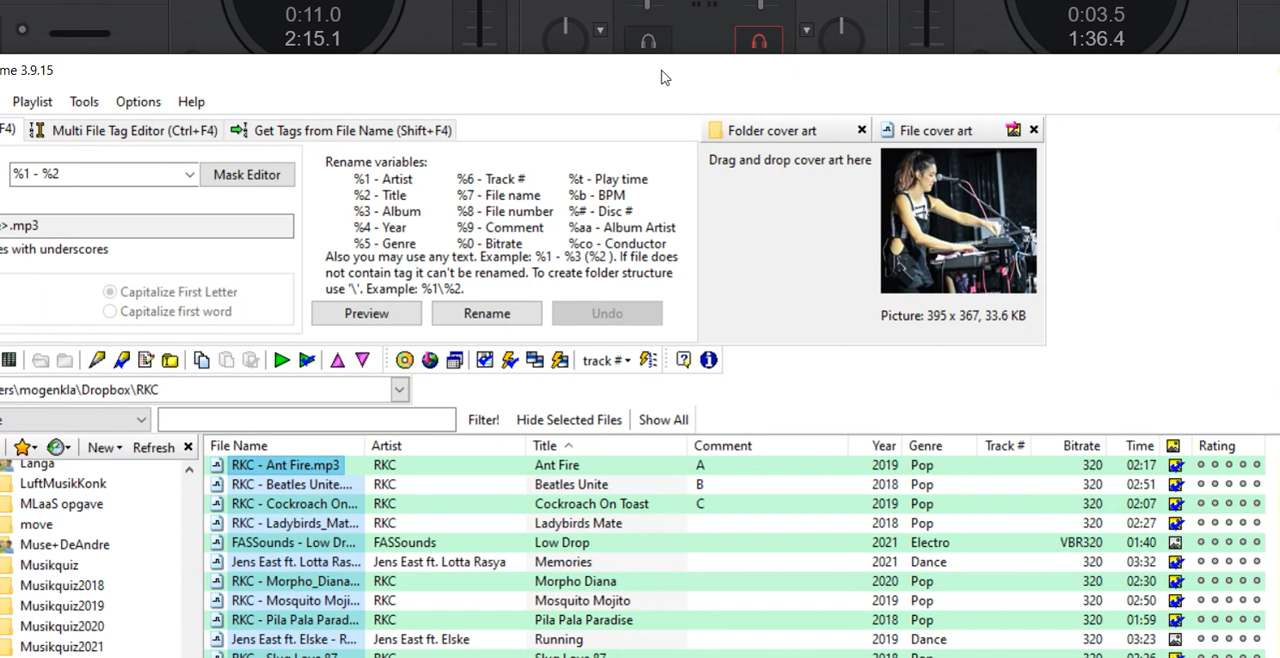 0:11.0
2:15.1
0:03.5
1:36.4
me 3.9.15
Playlist Tools Options Help
F4) Multi File Tag Editor (Ctrl+F4) Get Tags from File Name (Shift+F4)
Folder cover art File cover art
%1 - %2 Mask Editor
>.mp3
es with underscores
Capitalize First Letter
Capitalize first word
Rename variables:
%1 - Artist %6 - Track # %t - Play time
%2 - Title %7 - File name %b - BPM
%3 - Album %8 - File number %# - Disc #
%4 - Year %9 - Comment %aa - Album Artist
%5 - Genre %0 - Bitrate %co - Conductor
Also you may use any text. Example: %1 - %3 (%2 ). If file does
not contain tag it can't be renamed. To create folder structure
use '\'. Example: %1\%2.
Preview Rename Undo
Drag and drop cover art here
Picture: 395 x 367, 33.6 KB
track #
ers\mogenkla\Dropbox\RKC
e Filter! Hide Selected Files Show All
New Refresh
Langa
LuftMusikKonk
MLaaS opgave
move
Muse+DeAndre
Musikquiz
Musikquiz2018
Musikquiz2019
Musikquiz2020
Musikquiz2021
File Name Artist Title Comment Year Genre Track # Bitrate Time Rating
RKC - Ant Fire.mp3 RKC Ant Fire A 2019 Pop 320 02:17
RKC - Beatles Unite.... RKC Beatles Unite B 2018 Pop 320 02:51
RKC - Cockroach On... RKC Cockroach On Toast C 2019 Pop 320 02:07
RKC - Ladybirds_Mat... RKC Ladybirds Mate 2018 Pop 320 02:27
FASSounds - Low Dr... FASSounds Low Drop 2021 Electro VBR320 01:40
Jens East ft. Lotta Ras... Jens East ft. Lotta Rasya Memories 2021 Dance 320 03:32
RKC - Morpho_Diana... RKC Morpho Diana 2020 Pop 320 02:30
RKC - Mosquito Moji... RKC Mosquito Mojito 2019 Pop 320 02:50
RKC - Pila Pala Parad... RKC Pila Pala Paradise 2018 Pop 320 01:59
Jens East ft. Elske - R... Jens East ft. Elske Running 2019 Dance 320 03:23